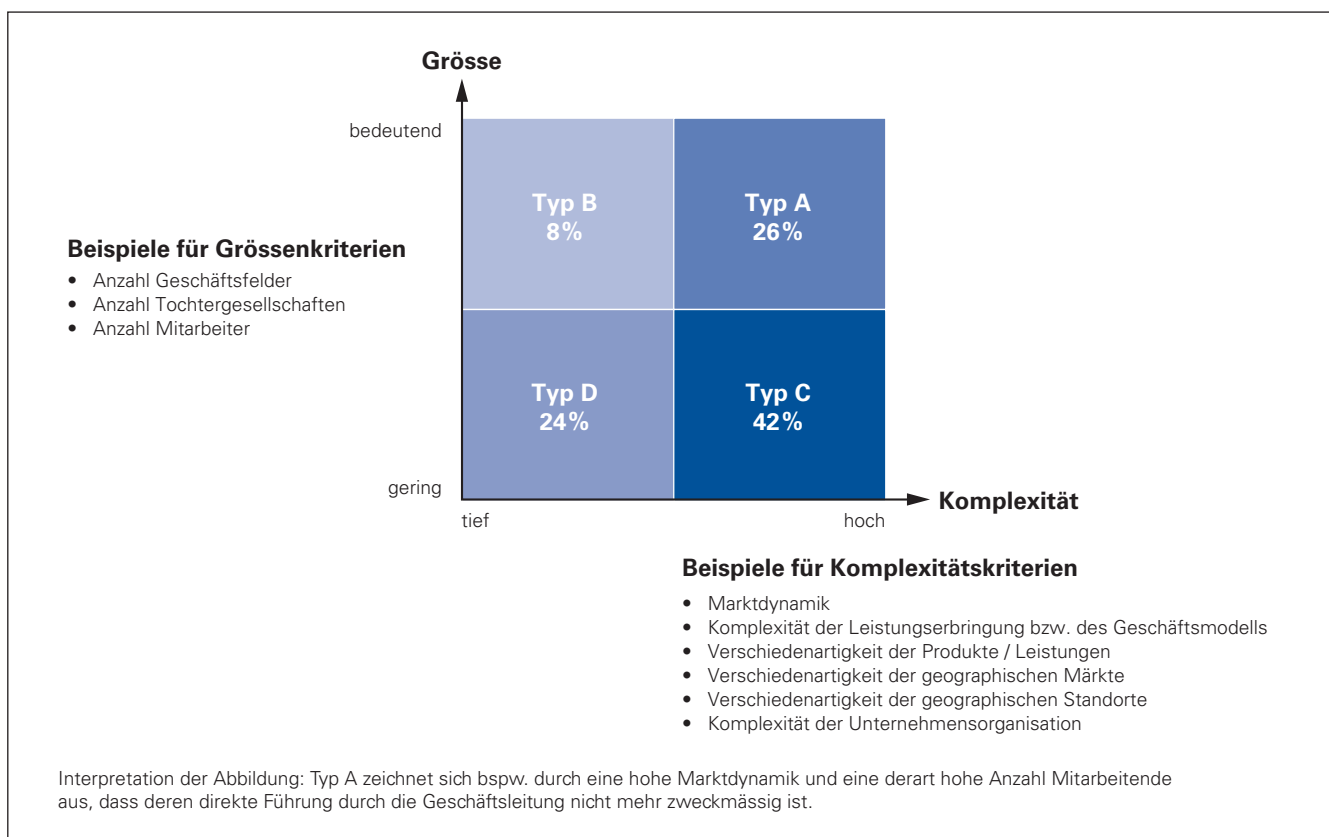 Grösse
bedeutend
Typ B
8%
Typ A
26%
Beispiele für Grössenkriterien
• Anzahl Geschäftsfelder
• Anzahl Tochtergesellschaften
• Anzahl Mitarbeiter
Typ D
24%
Typ C
42%
gering
Komplexität
tief
hoch
Beispiele für Komplexitätskriterien
• Marktdynamik
• Komplexität der Leistungserbringung bzw. des Geschäftsmodells
• Verschiedenartigkeit der Produkte / Leistungen
• Verschiedenartigkeit der geographischen Märkte
• Verschiedenartigkeit der geographischen Standorte
• Komplexität der Unternehmensorganisation
Interpretation der Abbildung: Typ A zeichnet sich bspw. durch eine hohe Marktdynamik und eine derart hohe Anzahl Mitarbeitende
aus, dass deren direkte Führung durch die Geschäftsleitung nicht mehr zweckmässig ist.